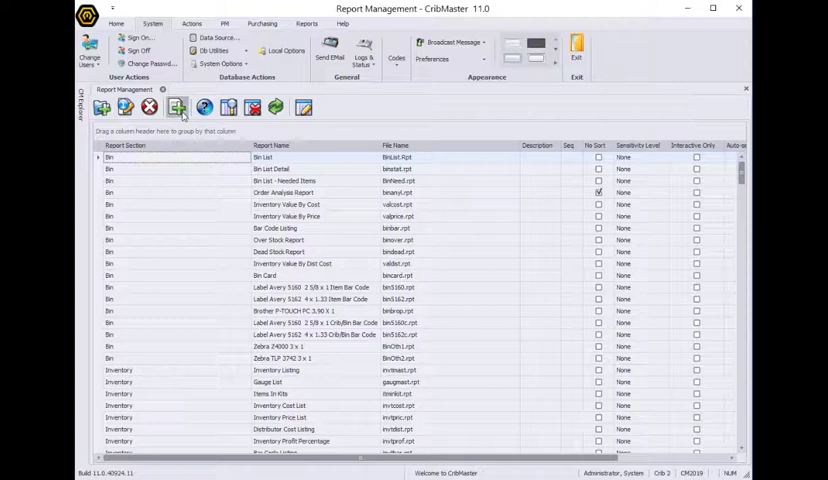 Report Management - CribMaster 11.0
Home System Actions PM Purchasing Reports Help
Change Users
Sign On...
Sign Off
Change Passwd...
User Actions
Data Source...
Db Utilities
System Options
Local Options
Database Actions
Send EMail
Logs & Status
General
Codes
Broadcast Message
Preferences
Appearance
Exit
Exit
CM Explorer
Report Management
Drag a column header here to group by that column
Report Section Report Name File Name Description Seq No Sort Sensitivity Level Interactive Only
Bin Bin List BinList.Rpt None
Bin Bin List Detail binstat.rpt None
Bin Bin List - Needed Items BinNeed.rpt None
Bin Order Analysis Report binanyl.rpt None
Bin Inventory Value By Cost valcost.rpt None
Bin Inventory Value By Price valprice.rpt None
Bin Bar Code Listing binbar.rpt None
Bin Over Stock Report binover.rpt None
Bin Dead Stock Report bindead.rpt None
Bin Inventory Value By Dist Cost valdist.rpt None
Bin Bin Card bincard.rpt None
Bin Label Avery 5160 2 5/8 x 1 Item Bar Code bin5160.rpt None
Bin Label Avery 5162 4 x 1.33 Item Bar Code bin5162.rpt None
Bin Brother P-TOUCH PC 3.90 X 1 binbrop.rpt None
Bin Label Avery 5160 2 5/8 x 1 Crib/Bin Bar Code bin5160c.rpt None
Bin Label Avery 5162 4 x 1.33 Crib/Bin Bar Code bin5162c.rpt None
Bin Zebra Z4000 3 x 1 BinOth1.rpt None
Bin Zebra TLP 3742 3 x 1 BinOth2.rpt None
Inventory Inventory Listing invtmast.rpt None
Inventory Gauge List gaugmast.rpt None
Inventory Items In Kits itminkit.rpt None
Inventory Inventory Cost List invtcost.rpt None
Inventory Inventory Price List invtpric.rpt None
Inventory Distributor Cost Listing invtdist.rpt None
Inventory Inventory Profit Percentage invtprof.rpt None
Build 11.0.40924.11 Welcome to CribMaster Administrator, System Crib 2 CM2019 NUM